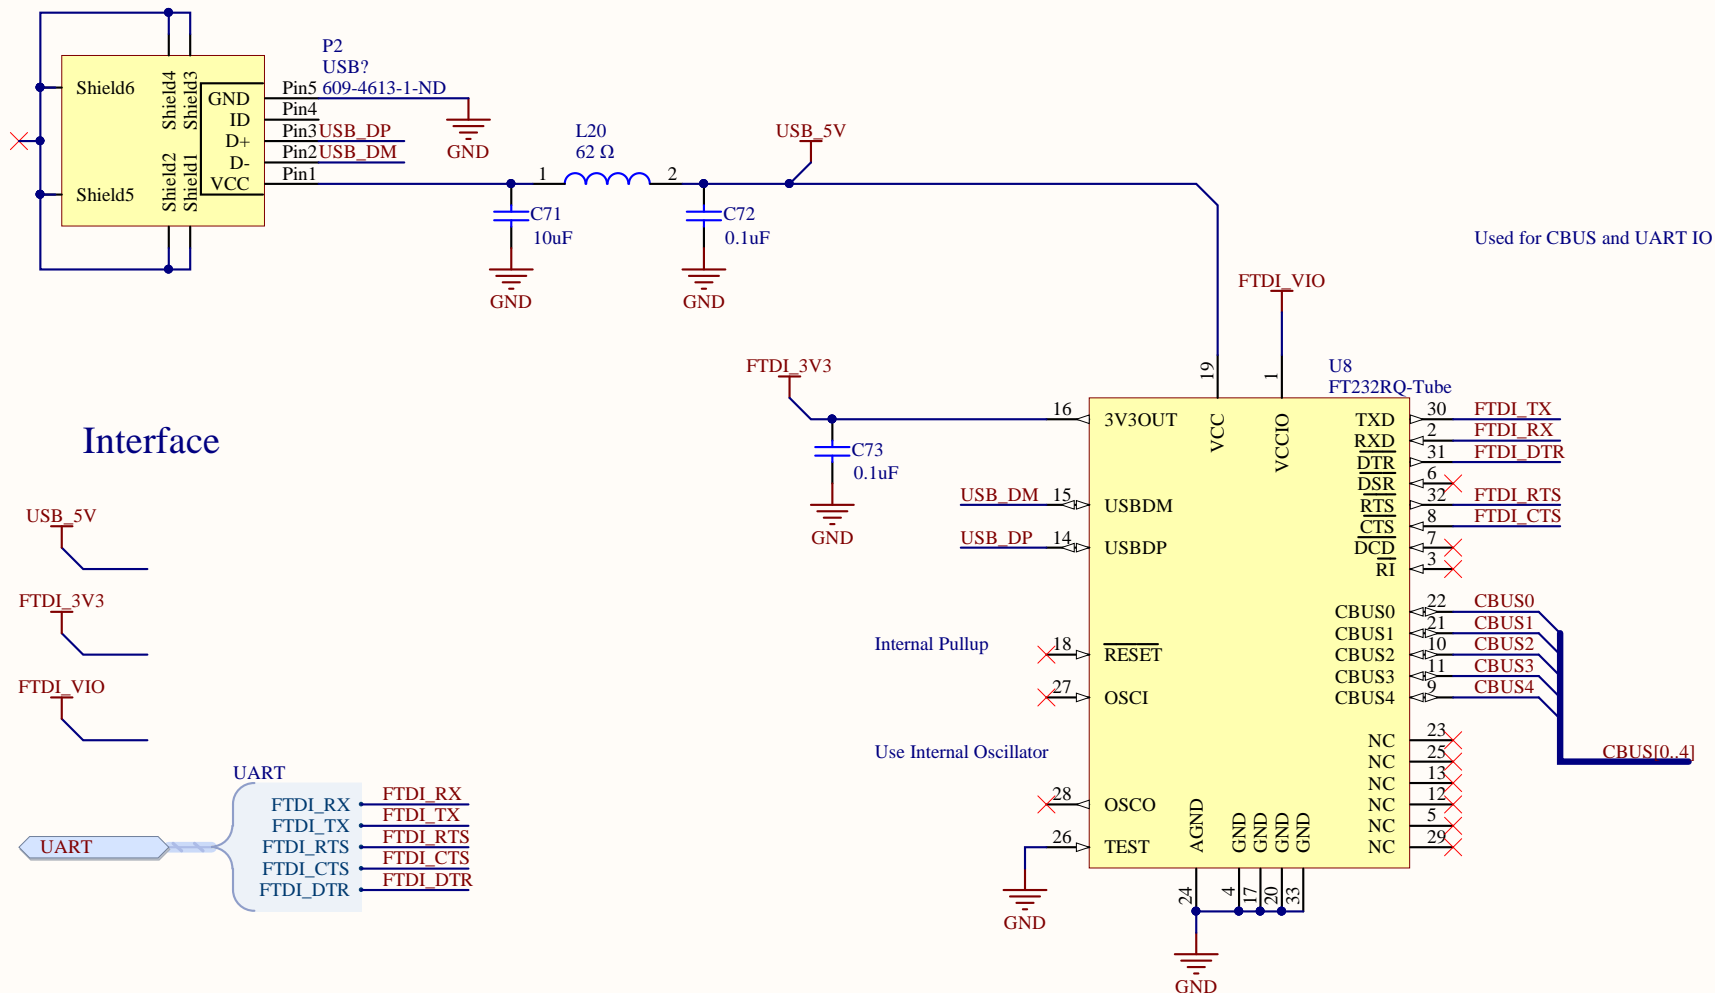 P2
USB?
609-4613-1-ND
Shield6
Shield5
Shield4
Shield3
Shield2
Shield1
GND
ID
D+
D-
VCC
Pin5
Pin4
Pin3
Pin2
Pin1
USB_DP
USB_DM
GND
L20
62 Ω
1
2
USB_5V
C71
10uF
GND
C72
0.1uF
GND
Used for CBUS and UART IO
FTDI_VIO
FTDI_3V3
C73
0.1uF
GND
U8
FT232RQ-Tube
19
1
VCC
VCCIO
16
3V3OUT
USB_DM
15
USBDM
USB_DP
14
USBDP
Internal Pullup
18
RESET
27
OSCI
Use Internal Oscillator
28
OSCO
26
TEST
GND
AGND
GND
GND
GND
GND
24
4
17
20
33
GND
TXD 30 FTDI_TX
RXD 2 FTDI_RX
DTR 31 FTDI_DTR
DSR 6
RTS 32 FTDI_RTS
CTS 8 FTDI_CTS
DCD 7
RI 3
CBUS0 22 CBUS0
CBUS1 21 CBUS1
CBUS2 10 CBUS2
CBUS3 11 CBUS3
CBUS4 9 CBUS4
NC 23
NC 25
NC 13
NC 12
NC 5
NC 29
CBUS[0..4]
Interface
USB_5V
FTDI_3V3
FTDI_VIO
UART
UART
FTDI_RX FTDI_RX
FTDI_TX FTDI_TX
FTDI_RTS FTDI_RTS
FTDI_CTS FTDI_CTS
FTDI_DTR FTDI_DTR